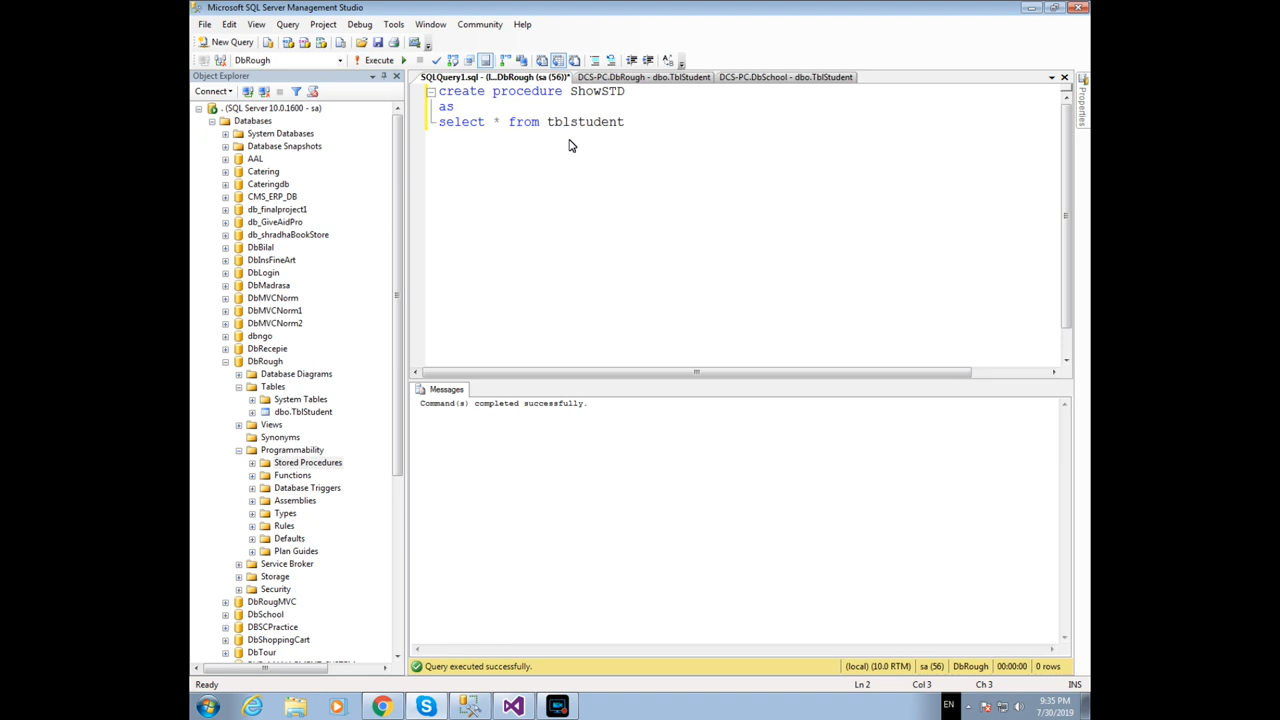 Microsoft SQL Server Management Studio
File Edit View Query Project Debug Tools Window Community Help
New Query
DbRough Execute
Object Explorer
SQLQuery1.sql - (l...DbRough (sa (56))* DCS-PC.DbRough - dbo.TblStudent DCS-PC.DbSchool - dbo.TblStudent
Properties
Connect
. (SQL Server 10.0.1600 - sa)
Databases
System Databases
Database Snapshots
AAL
Catering
Cateringdb
CMS_ERP_DB
db_finalproject1
db_GiveAidPro
db_shradhaBookStore
DbBilal
DbInsFineArt
DbLogin
DbMadrasa
DbMVCNorm
DbMVCNorm1
DbMVCNorm2
dbngo
DbRecepie
DbRough
Database Diagrams
Tables
System Tables
dbo.TblStudent
Views
Synonyms
Programmability
Stored Procedures
Functions
Database Triggers
Assemblies
Types
Rules
Defaults
Plan Guides
Service Broker
Storage
Security
DbRougMVC
DbSchool
DBSCPractice
DbShoppingCart
DbTour
create procedure ShowSTD
as
select * from tblstudent
Messages
Command(s) completed successfully.
Query executed successfully. (local) (10.0 RTM) sa (56) DbRough 00:00:00 0 rows
Ready Ln 2 Col 3 Ch 3 INS
EN
9:35 PM
7/30/2019